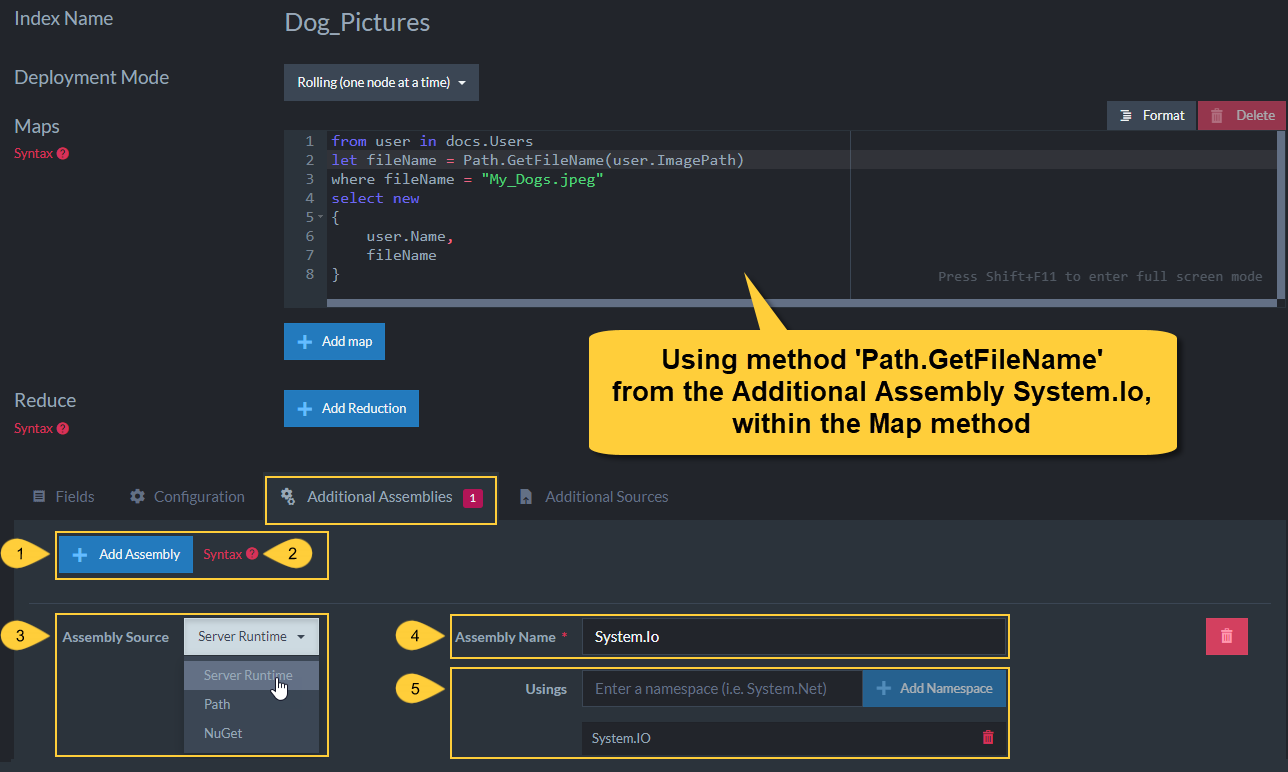 Index Name
Dog_Pictures
Deployment Mode
Rolling (one node at a time)
Maps
Syntax
Format
Delete
1 from user in docs.Users
2 let fileName = Path.GetFileName(user.ImagePath)
3 where fileName = "My_Dogs.jpeg"
4 select new
5 {
6 user.Name,
7 fileName
8 }
Press Shift+F11 to enter full screen mode
Add map
Using method 'Path.GetFileName'
from the Additional Assembly System.Io,
within the Map method
Reduce
Syntax
Add Reduction
Fields
Configuration
Additional Assemblies 1
Additional Sources
1
Add Assembly
Syntax
2
3
Assembly Source
Server Runtime
Server Runtime
Path
NuGet
4
Assembly Name *
System.Io
5
Usings
Enter a namespace (i.e. System.Net)
Add Namespace
System.IO